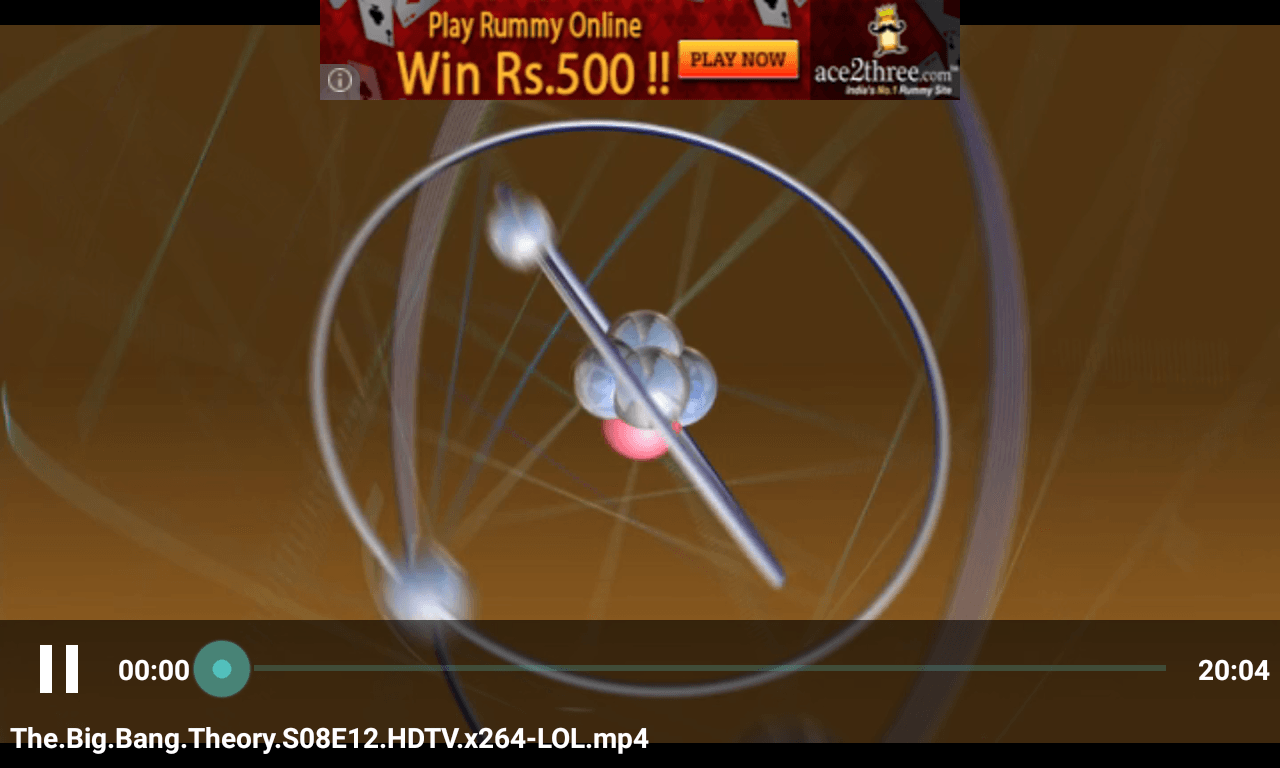 Play Rummy Online
Win Rs.500 !!
PLAY NOW
ace2three.com™
India's No.1 Rummy Site
00:00
20:04
The.Big.Bang.Theory.S08E12.HDTV.x264-LOL.mp4